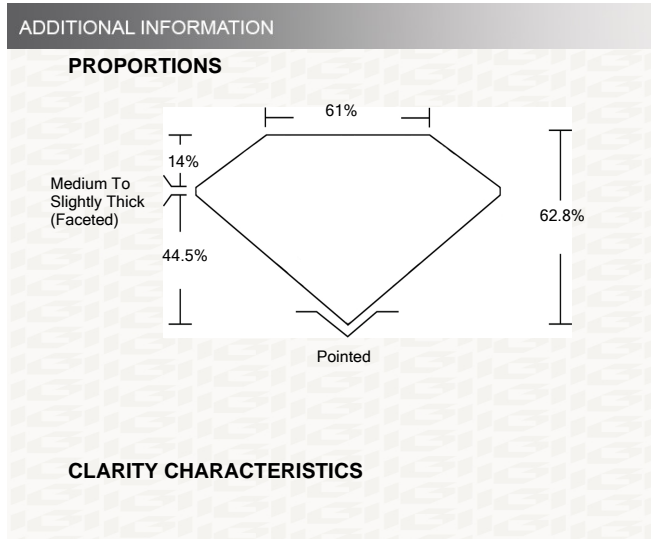 ADDITIONAL INFORMATION
PROPORTIONS
61%
14%
Medium To
Slightly Thick
(Faceted)
62.8%
44.5%
Pointed
CLARITY CHARACTERISTICS